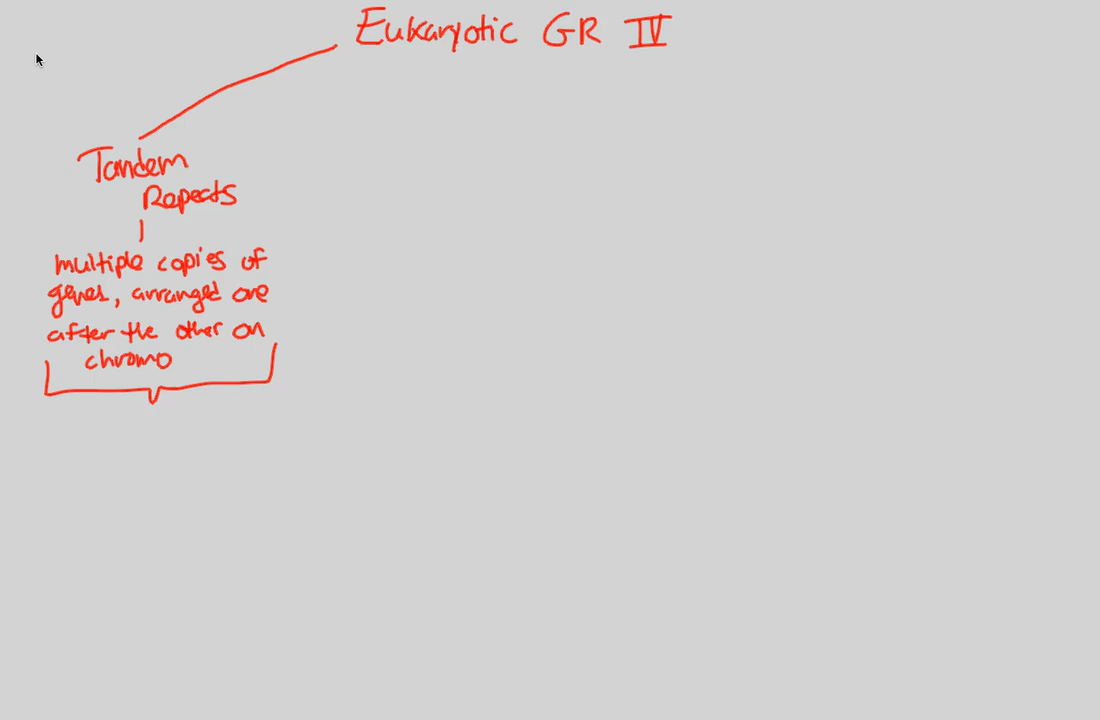 Eukaryotic GR IV
Tandem
Repeats
multiple copies of
genes, arranged one
after the other on
chromo